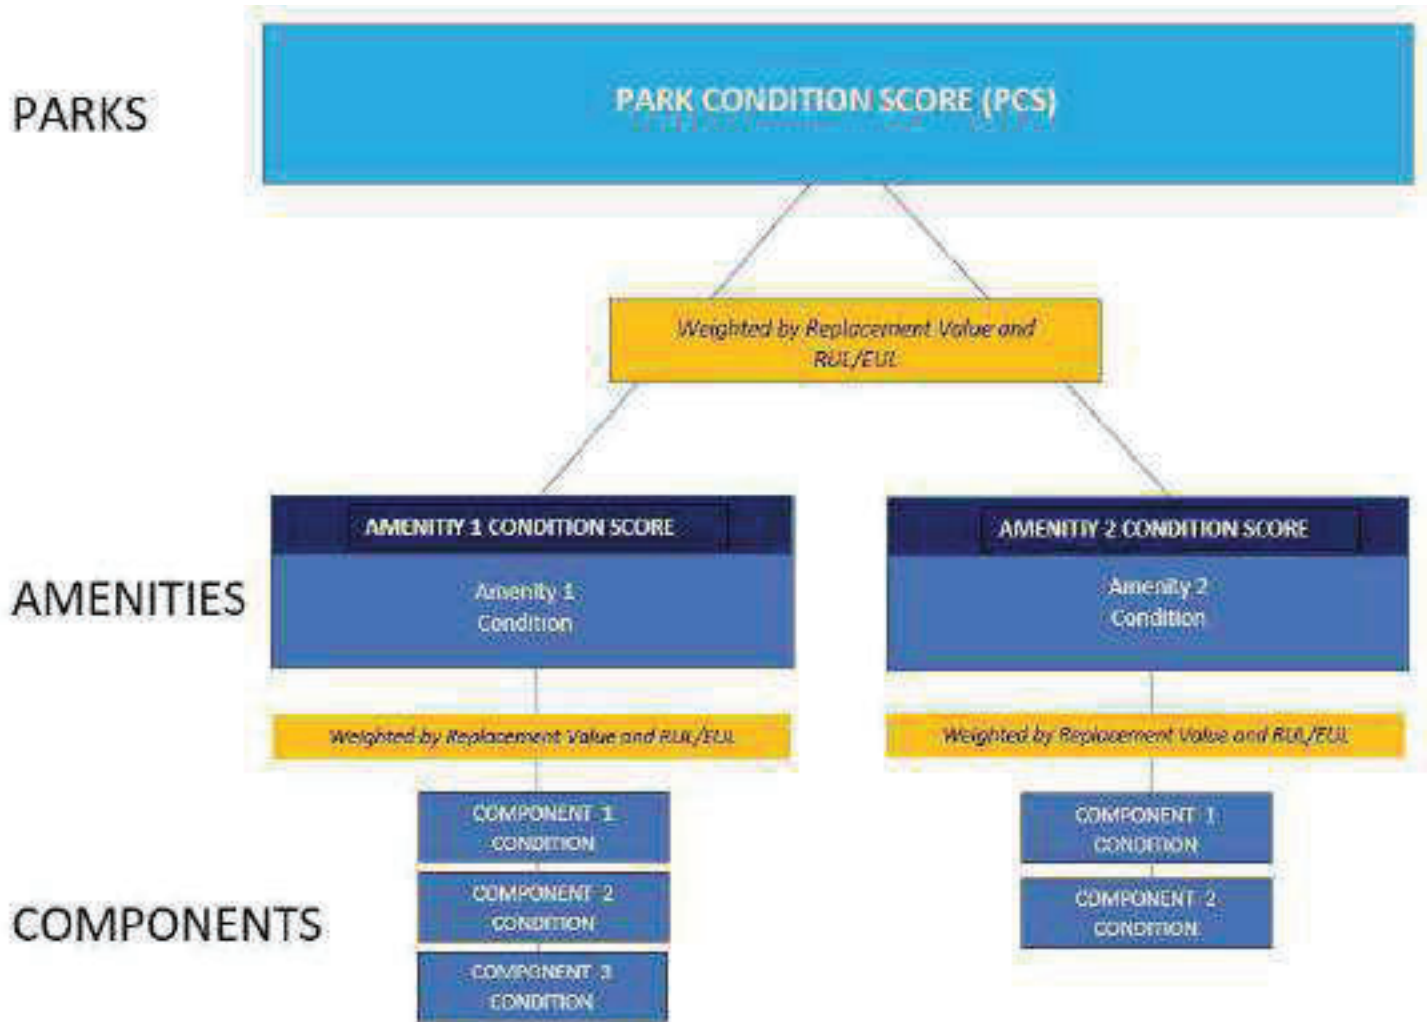 PARKS
PARK CONDITION SCORE (PCS)
Weighted by Replacement Value and
RUL/EUL
AMENITIES
AMENITIY 1 CONDITION SCORE
Amenity 1
Condition
AMENITIY 2 CONDITION SCORE
Amenity 2
Condition
Weighted by Replacement Value and RUL/EUL
Weighted by Replacement Value and RUL/EUL
COMPONENTS
COMPONENT 1
CONDITION
COMPONENT 2
CONDITION
COMPONENT 3
CONDITION
COMPONENT 1
CONDITION
COMPONENT 2
CONDITION